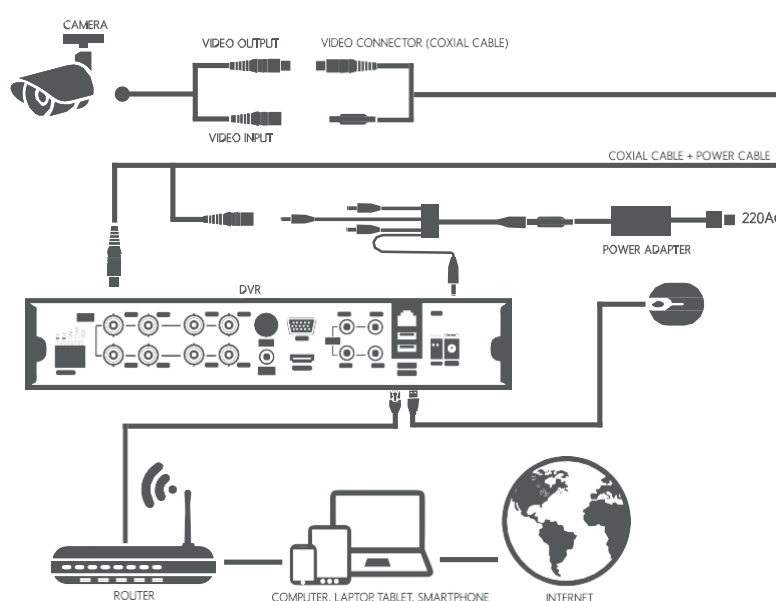 CAMERA
VIDEO OUTPUT
VIDEO CONNECTOR (COXIAL CABLE)
VIDEO INPUT
COXIAL CABLE + POWER CABLE
220A
POWER ADAPTER
DVR
ROUTER
COMPUTER, LAPTOP, TABLET, SMARTPHONE
INTERNET